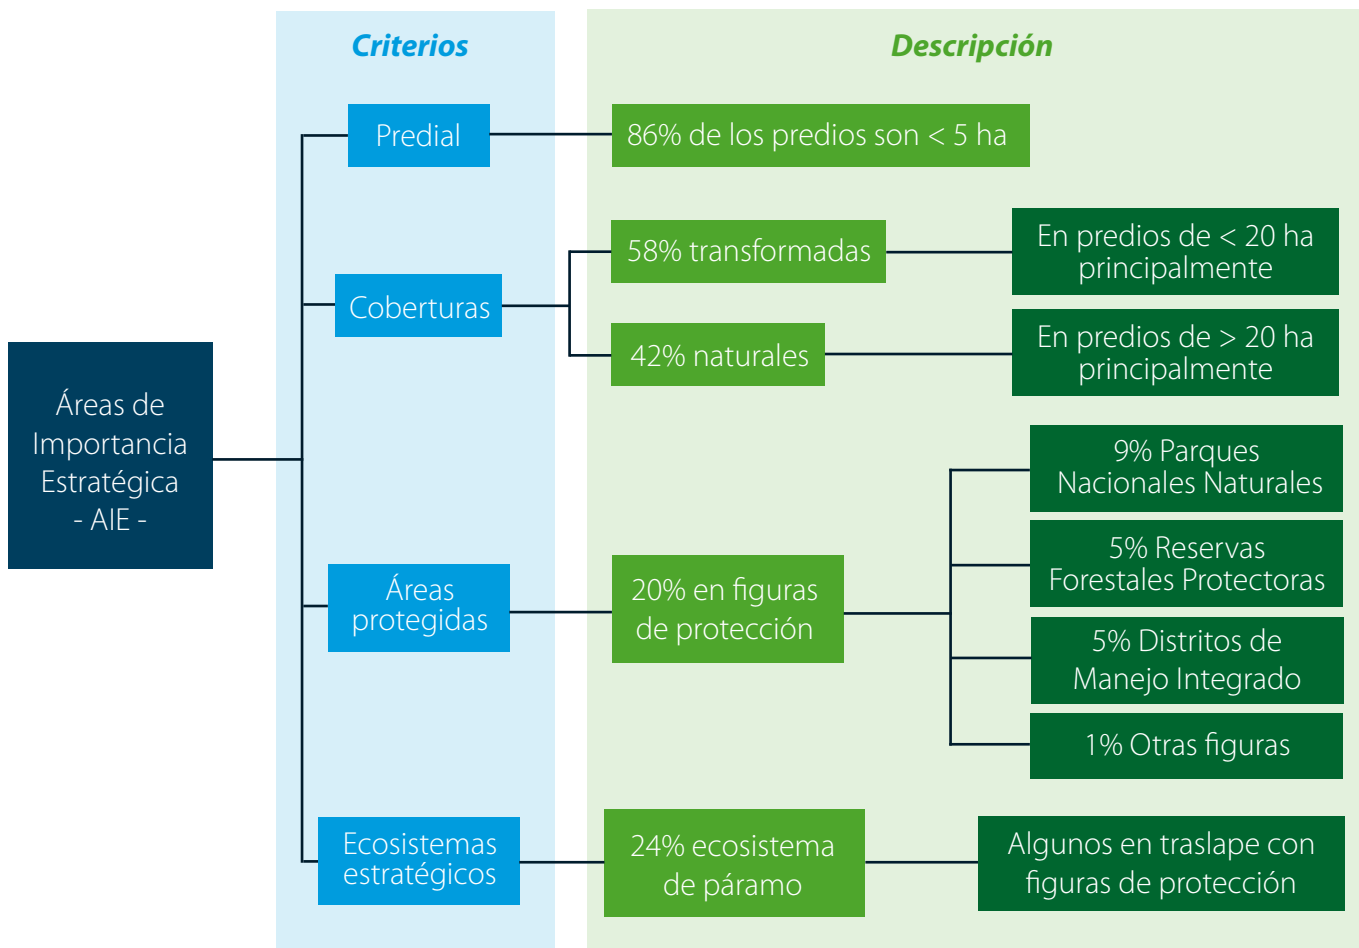 Criterios
Descripción
Áreas de
Importancia
Estratégica
- AIE -
Predial
86% de los predios son < 5 ha
Coberturas
58% transformadas
En predios de < 20 ha
principalmente
42% naturales
En predios de > 20 ha
principalmente
Áreas
protegidas
20% en figuras
de protección
9% Parques
Nacionales Naturales
5% Reservas
Forestales Protectoras
5% Distritos de
Manejo Integrado
1% Otras figuras
Ecosistemas
estratégicos
24% ecosistema
de páramo
Algunos en traslape con
figuras de protección